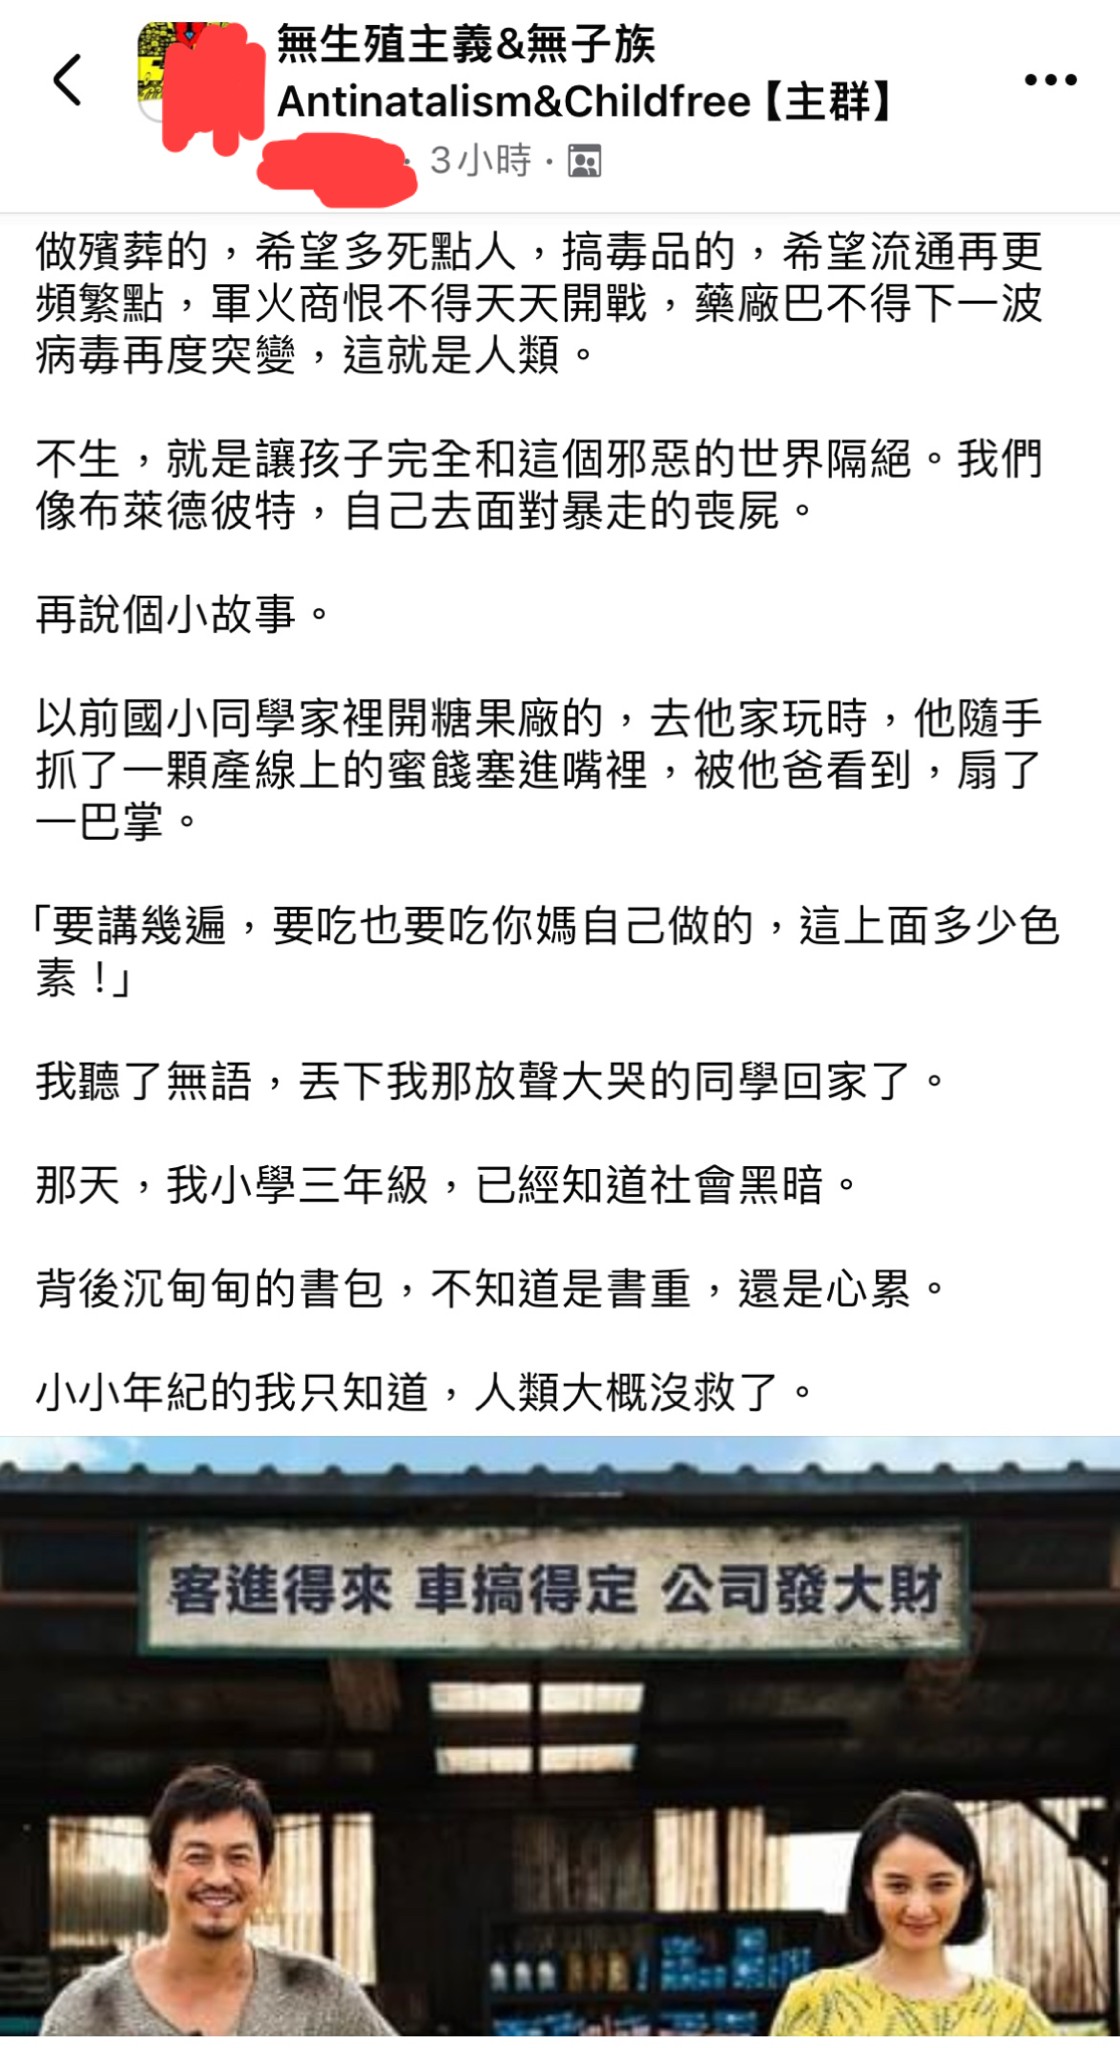 無生殖主義&無子族
Antinatalism&Childfree【主群】
· 3小時 ·
做殯葬的，希望多死點人，搞毒品的，希望流通再更
頻繁點，軍火商恨不得天天開戰，藥廠巴不得下一波
病毒再度突變，這就是人類。
不生，就是讓孩子完全和這個邪惡的世界隔絕。我們
像布萊德彼特，自己去面對暴走的喪屍。
再說個小故事。
以前國小同學家裡開糖果廠的，去他家玩時，他隨手
抓了一顆產線上的蜜餞塞進嘴裡，被他爸看到，扇了
一巴掌。
「要講幾遍，要吃也要吃你媽自己做的，這上面多少色
素！」
我聽了無語，丟下我那放聲大哭的同學回家了。
那天，我小學三年級，已經知道社會黑暗。
背後沉甸甸的書包，不知道是書重，還是心累。
小小年紀的我只知道，人類大概沒救了。
客進得來 車搞得定 公司發大財